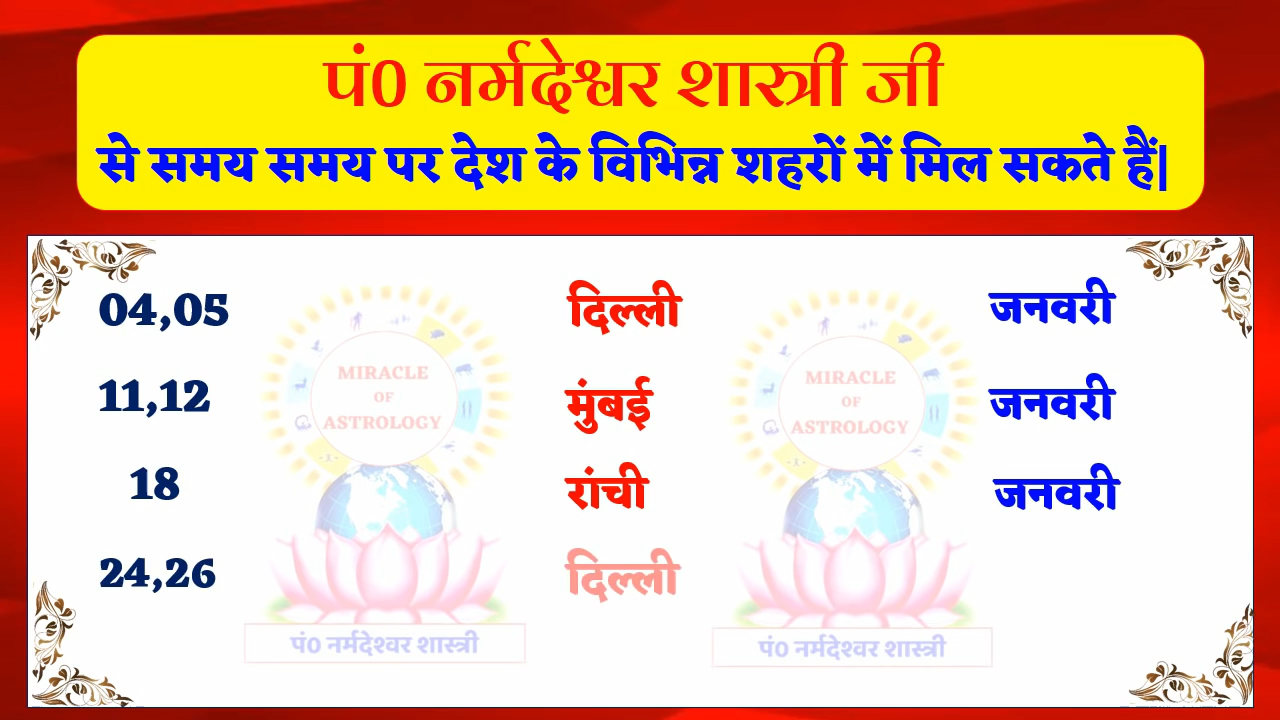 पं0 नर्मदेश्वर शास्त्री जी
से समय समय पर देश के विभिन्न शहरों में मिल सकते हैं|
04,05 दिल्ली जनवरी
11,12 मुंबई जनवरी
18 रांची जनवरी
24,26 दिल्ली
MIRACLE
OF
ASTROLOGY
पं0 नर्मदेश्वर शास्त्री
MIRACLE
OF
ASTROLOGY
पं0 नर्मदेश्वर शास्त्री